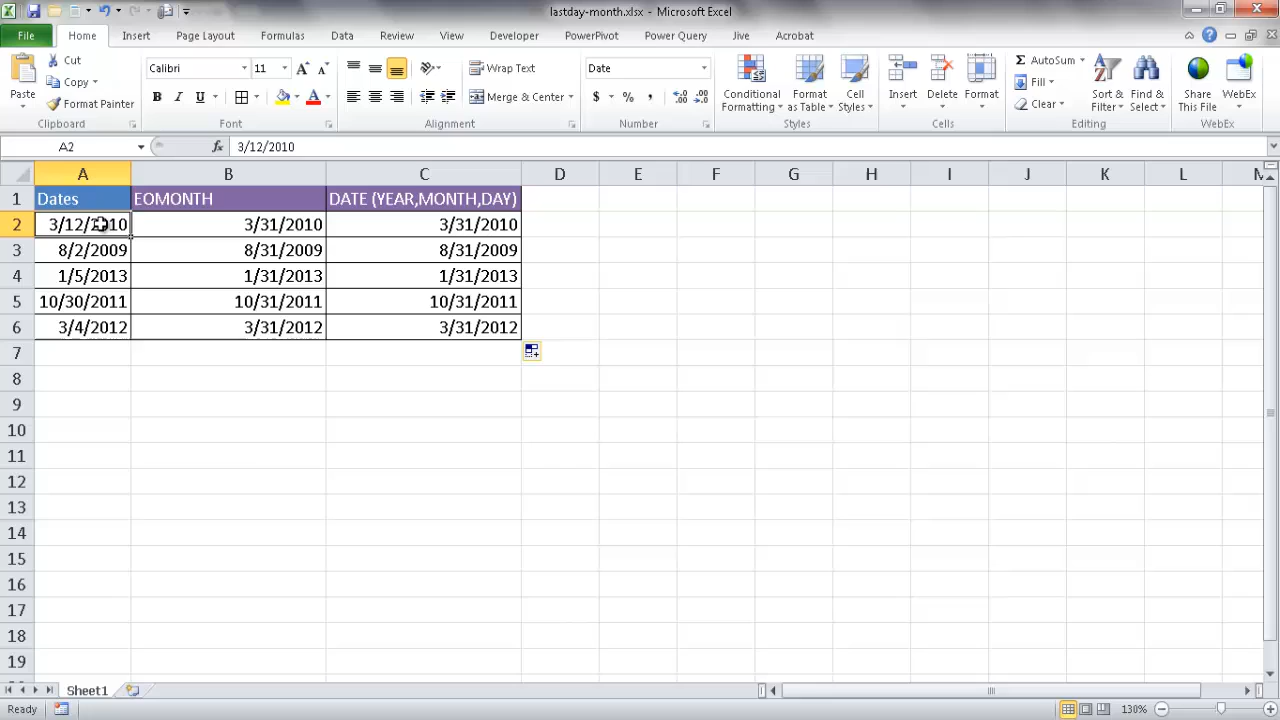 lastday-month.xlsx - Microsoft Excel
File Home Insert Page Layout Formulas Data Review View Developer PowerPivot Power Query Jive Acrobat
Paste
Cut
Copy
Format Painter
Clipboard
Calibri 11
B I U
Font
Wrap Text
Merge & Center
Alignment
Date
$ % ,
Number
Conditional Formatting
Format as Table
Cell Styles
Styles
Insert Delete Format
Cells
AutoSum
Fill
Clear
Sort & Filter
Find & Select
Editing
Share This File
WebEx
WebEx
A2 fx 3/12/2010
A B C D E F G H I J K L M
1 Dates EOMONTH DATE (YEAR,MONTH,DAY)
2 3/12/2010 3/31/2010 3/31/2010
3 8/2/2009 8/31/2009 8/31/2009
4 1/5/2013 1/31/2013 1/31/2013
5 10/30/2011 10/31/2011 10/31/2011
6 3/4/2012 3/31/2012 3/31/2012
7
8
9
10
11
12
13
14
15
16
17
18
19
Sheet1
Ready 130%